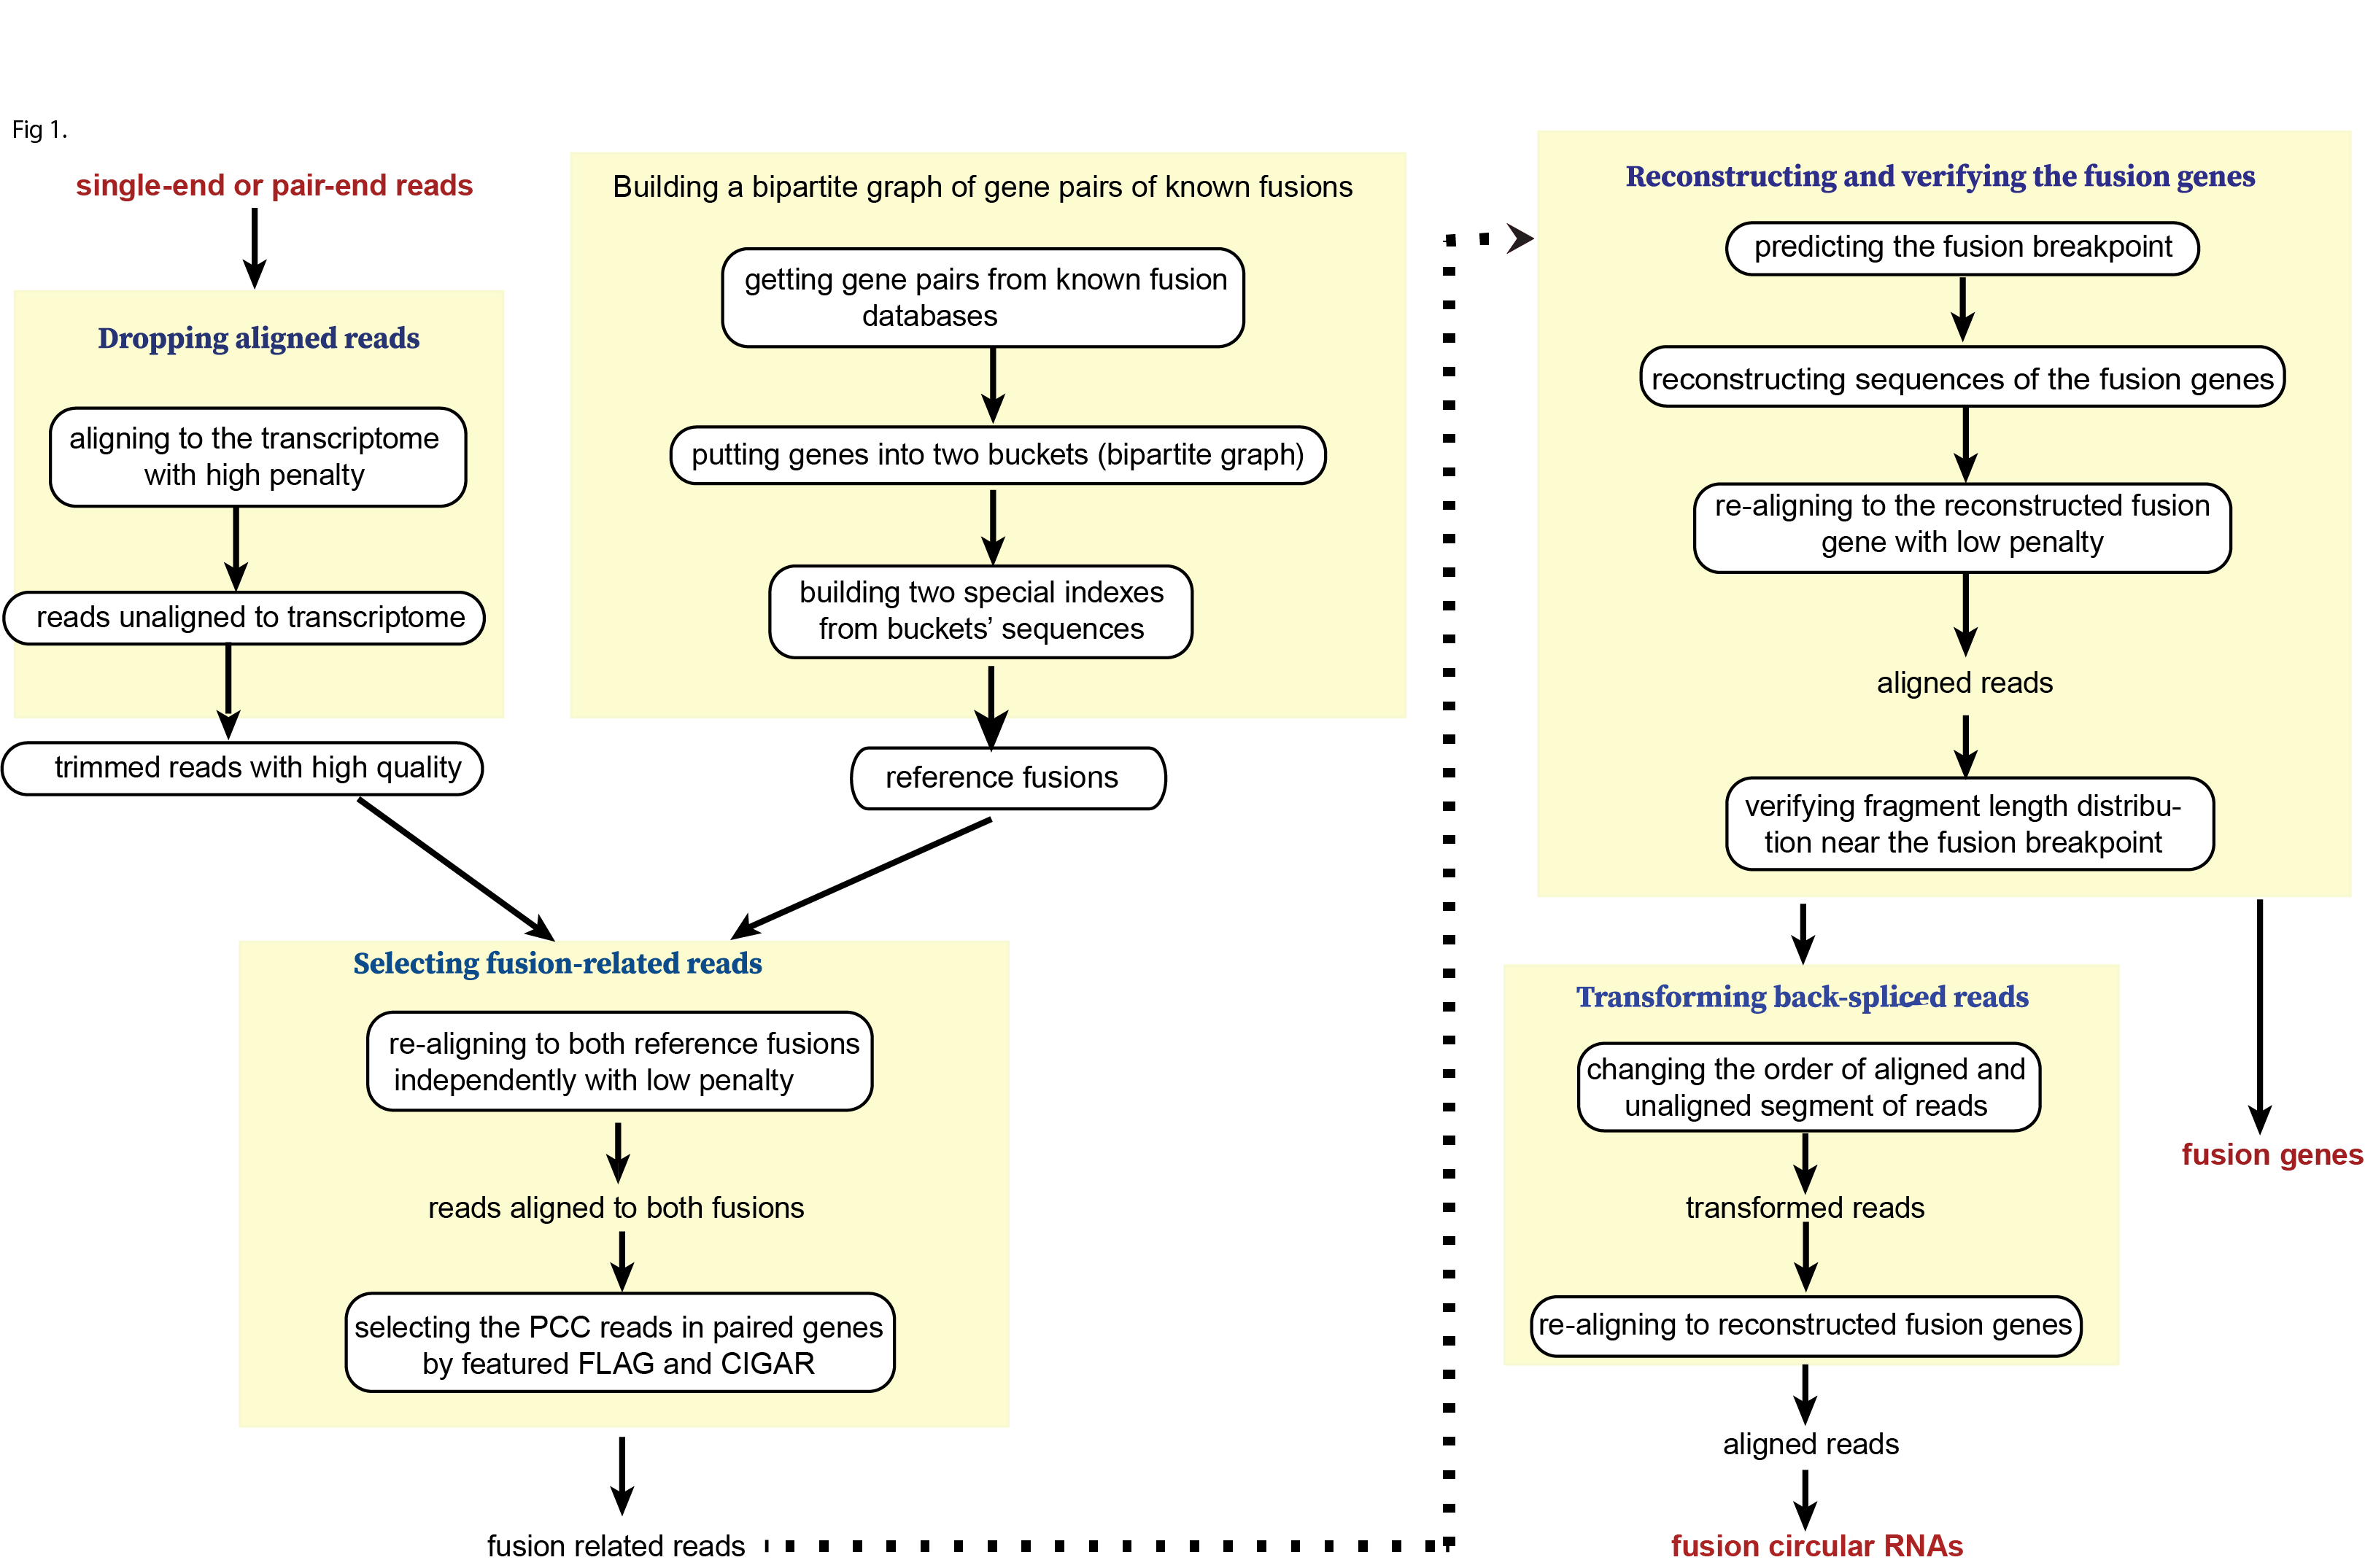 Fig 1.
single-end or pair-end reads
Dropping aligned reads
aligning to the transcriptome
with high penalty
reads unaligned to transcriptome
trimmed reads with high quality
Building a bipartite graph of gene pairs of known fusions
getting gene pairs from known fusion
databases
putting genes into two buckets (bipartite graph)
building two special indexes
from buckets’ sequences
reference fusions
Selecting fusion-related reads
re-aligning to both reference fusions
independently with low penalty
reads aligned to both fusions
selecting the PCC reads in paired genes
by featured FLAG and CIGAR
fusion related reads
Reconstructing and verifying the fusion genes
predicting the fusion breakpoint
reconstructing sequences of the fusion genes
re-aligning to the reconstructed fusion
gene with low penalty
aligned reads
verifying fragment length distribu-
tion near the fusion breakpoint
Transforming back-spliced reads
changing the order of aligned and
unaligned segment of reads
transformed reads
re-aligning to reconstructed fusion genes
aligned reads
fusion circular RNAs
fusion genes